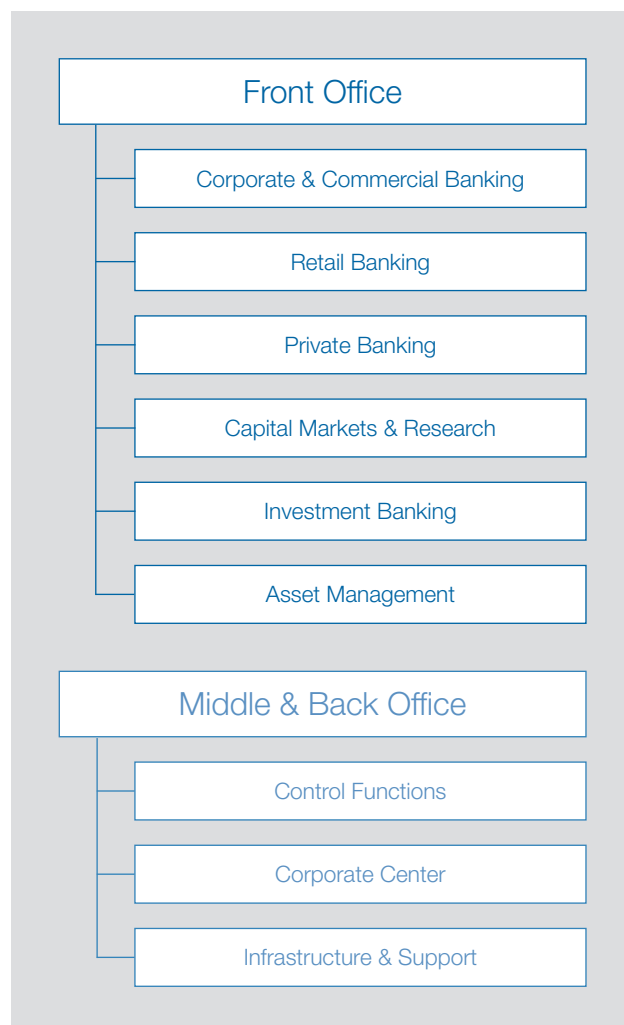 Front Office
Corporate & Commercial Banking
Retail Banking
Private Banking
Capital Markets & Research
Investment Banking
Asset Management
Middle & Back Office
Control Functions
Corporate Center
Infrastructure & Support